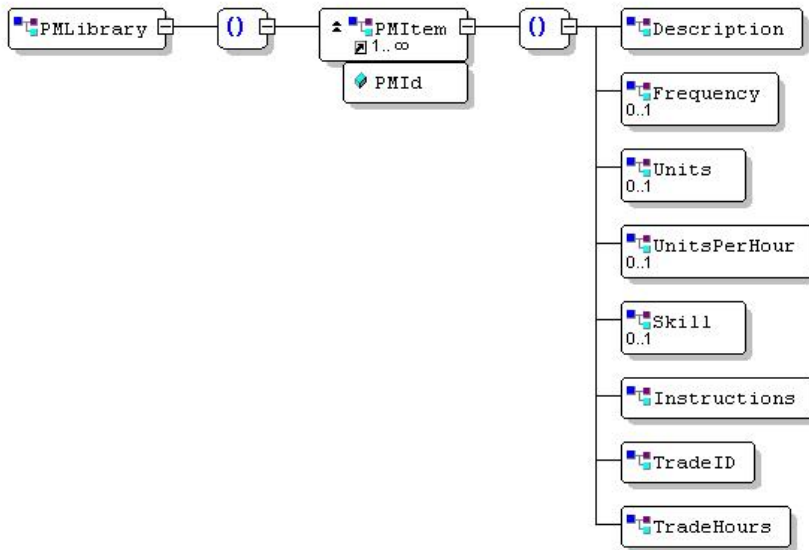 PMLibrary
()
PMItem
1..∞
PMId
()
Description
Frequency
0..1
Units
0..1
UnitsPerHour
0..1
Skill
0..1
Instructions
TradeID
TradeHours